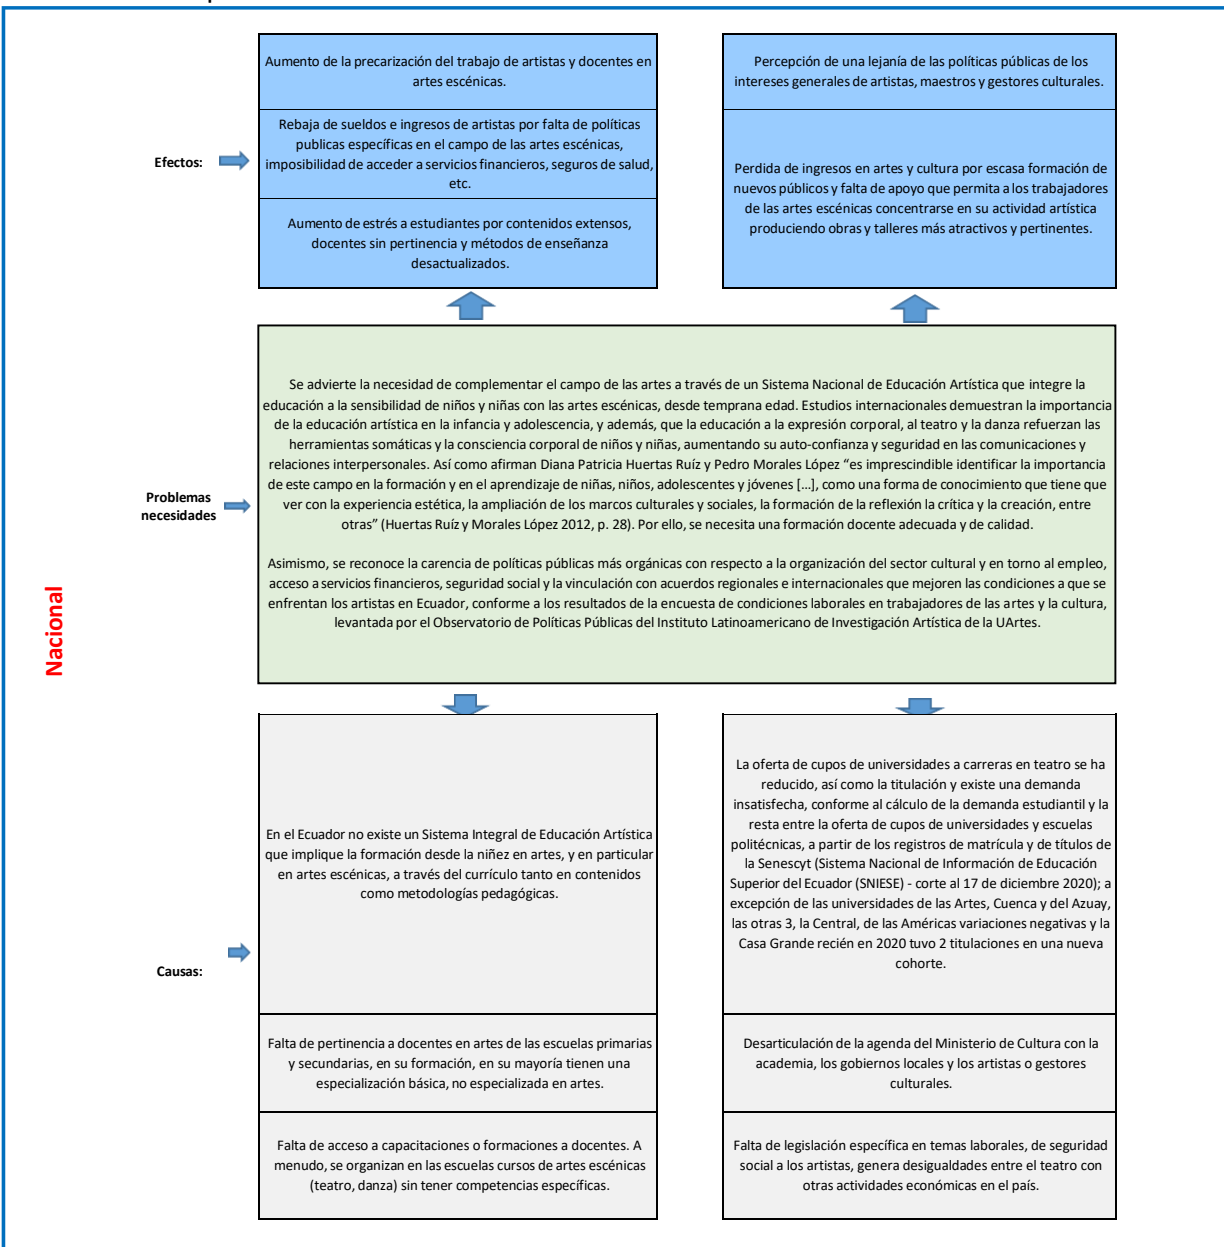 Aumento de la precarización del trabajo de artistas y docentes en
artes escénicas.
Percepción de una lejanía de las políticas públicas de los
intereses generales de artistas, maestros y gestores culturales.
Efectos:
Rebaja de sueldos e ingresos de artistas por falta de políticas
publicas específicas en el campo de las artes escénicas,
imposibilidad de acceder a servicios financieros, seguros de salud,
etc.
Aumento de estrés a estudiantes por contenidos extensos,
docentes sin pertinencia y métodos de enseñanza
desactualizados.
Perdida de ingresos en artes y cultura por escasa formación de
nuevos públicos y falta de apoyo que permita a los trabajadores
de las artes escénicas concentrarse en su actividad artística
produciendo obras y talleres más atractivos y pertinentes.
Problemas
necesidades
Se advierte la necesidad de complementar el campo de las artes a través de un Sistema Nacional de Educación Artística que integre la
educación a la sensibilidad de niños y niñas con las artes escénicas, desde temprana edad. Estudios internacionales demuestran la importancia
de la educación artística en la infancia y adolescencia, y además, que la educación a la expresión corporal, al teatro y la danza refuerzan las
herramientas somáticas y la consciencia corporal de niños y niñas, aumentando su auto-confianza y seguridad en las comunicaciones y
relaciones interpersonales. Así como afirman Diana Patricia Huertas Ruíz y Pedro Morales López “es imprescindible identificar la importancia
de este campo en la formación y en el aprendizaje de niñas, niños, adolescentes y jóvenes […], como una forma de conocimiento que tiene que
ver con la experiencia estética, la ampliación de los marcos culturales y sociales, la formación de la reflexión la crítica y la creación, entre
otras” (Huertas Ruíz y Morales López 2012, p. 28). Por ello, se necesita una formación docente adecuada y de calidad.
Asimismo, se reconoce la carencia de políticas públicas más orgánicas con respecto a la organización del sector cultural y en torno al empleo,
acceso a servicios financieros, seguridad social y la vinculación con acuerdos regionales e internacionales que mejoren las condiciones a que se
enfrentan los artistas en Ecuador, conforme a los resultados de la encuesta de condiciones laborales en trabajadores de las artes y la cultura,
levantada por el Observatorio de Políticas Públicas del Instituto Latinoamericano de Investigación Artística de la UArtes.
Nacional
Causas:
En el Ecuador no existe un Sistema Integral de Educación Artística
que implique la formación desde la niñez en artes, y en particular
en artes escénicas, a través del currículo tanto en contenidos
como metodologías pedagógicas.
La oferta de cupos de universidades a carreras en teatro se ha
reducido, así como la titulación y existe una demanda
insatisfecha, conforme al cálculo de la demanda estudiantil y la
resta entre la oferta de cupos de universidades y escuelas
politécnicas, a partir de los registros de matrícula y de títulos de
la Senescyt (Sistema Nacional de Información de Educación
Superior del Ecuador (SNIESE) - corte al 17 de diciembre 2020); a
excepción de las universidades de las Artes, Cuenca y del Azuay,
las otras 3, la Central, de las Américas variaciones negativas y la
Casa Grande recién en 2020 tuvo 2 titulaciones en una nueva
cohorte.
Falta de pertinencia a docentes en artes de las escuelas primarias
y secundarias, en su formación, en su mayoría tienen una
especialización básica, no especializada en artes.
Desarticulación de la agenda del Ministerio de Cultura con la
academia, los gobiernos locales y los artistas o gestores
culturales.
Falta de acceso a capacitaciones o formaciones a docentes. A
menudo, se organizan en las escuelas cursos de artes escénicas
(teatro, danza) sin tener competencias específicas.
Falta de legislación específica en temas laborales, de seguridad
social a los artistas, genera desigualdades entre el teatro con
otras actividades económicas en el país.